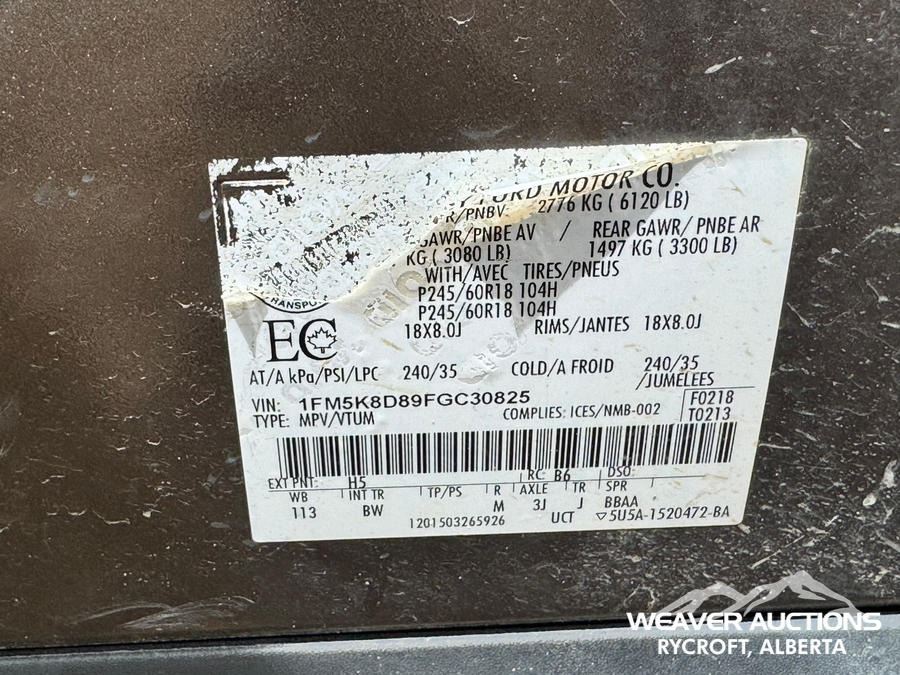 FORD MOTOR CO.
/PNBV 2776 KG ( 6120 LB)
GAWR/PNBE AV / REAR GAWR/ PNBE AR
KG ( 3080 LB) 1497 KG ( 3300 LB)
WITH/AVEC TIRES/PNEUS
P245/60R18 104H
P245/60R18 104H
18X8.0J RIMS/JANTES 18X8.0J
TRANSPO
EC
AT/A kPa/PSI/LPC 240/35 COLD/A FROID 240/35
/JUMELEES
VIN: 1FM5K8D89FGC30825 F0218
TYPE: MPV/VTUM COMPLIES: ICES/NMB-002 T0213
EXT PNT: H5 RC: B6 DSO:
WB INT TR TP/PS R AXLE TR SPR
113 BW M 3J J BBAA
1201503265926 UCT ▽5U5A-1520472-BA
WEAVER AUCTIONS
RYCROFT, ALBERTA